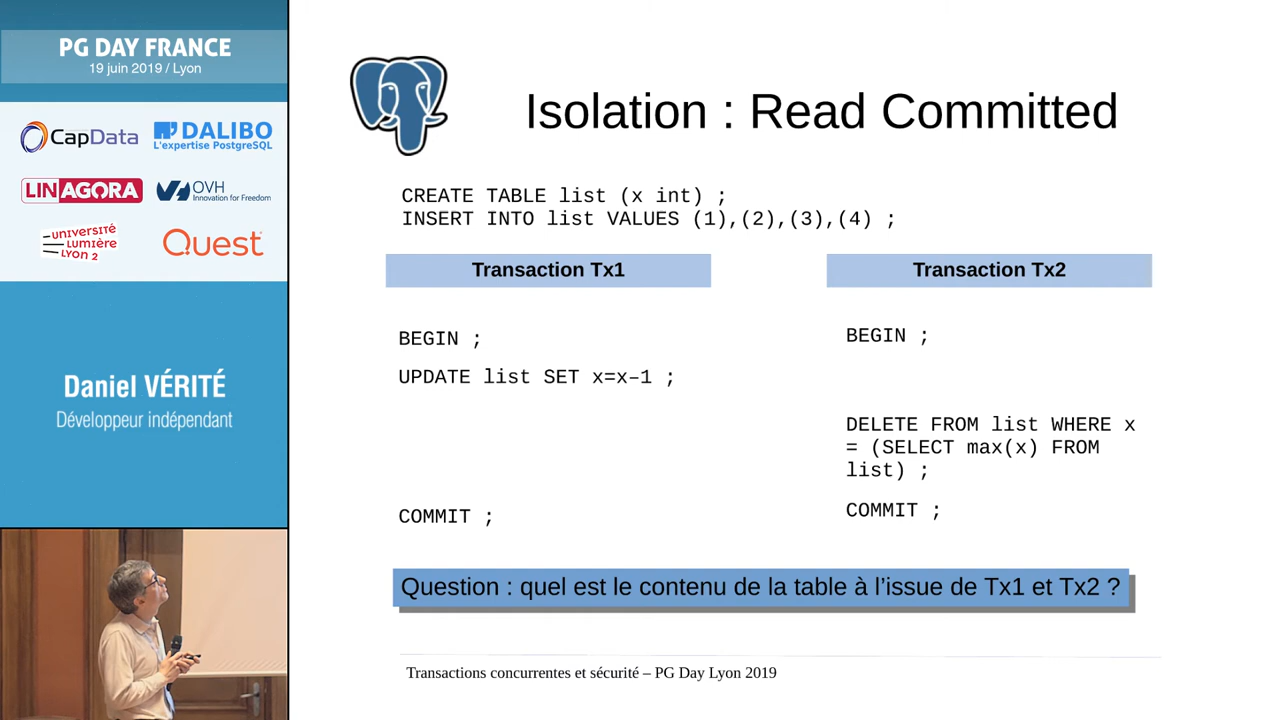 PG DAY FRANCE
19 juin 2019 / Lyon
CapData
DALIBO
L'expertise PostgreSQL
LINAGORA
OVH
Innovation for Freedom
UNIVERSITÉ
LUMIÈRE
LYON 2
Quest
Daniel VÉRITÉ
Développeur indépendant
Isolation : Read Committed
CREATE TABLE list (x int) ;
INSERT INTO list VALUES (1),(2),(3),(4) ;
Transaction Tx1
BEGIN ;
UPDATE list SET x=x–1 ;
COMMIT ;
Transaction Tx2
BEGIN ;
DELETE FROM list WHERE x
= (SELECT max(x) FROM
list) ;
COMMIT ;
Question : quel est le contenu de la table à l’issue de Tx1 et Tx2 ?
Transactions concurrentes et sécurité – PG Day Lyon 2019